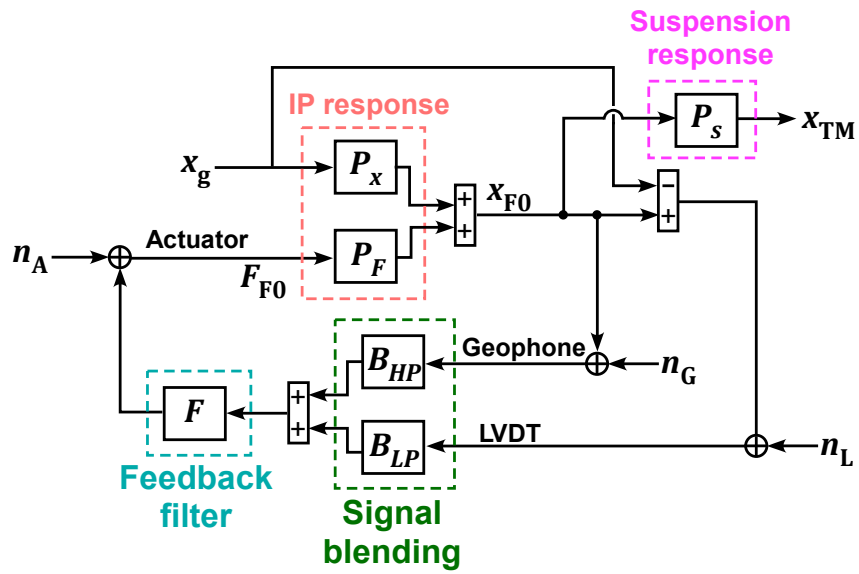 Suspension
response
IP response
P_s
x_TM
x_g
P_x
−
+
+
+
x_F0
n_A
Actuator
F_F0
P_F
B_HP
Geophone
n_G
F
+
+
B_LP
LVDT
n_L
Feedback
filter
Signal
blending